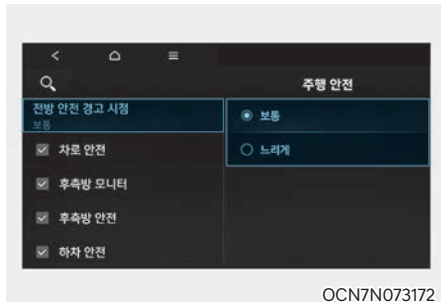 주행 안전
전방 안전 경고 시점
보통
차로 안전
후측방 모니터
후측방 안전
하차 안전
보통
느리게
OCN7N073172